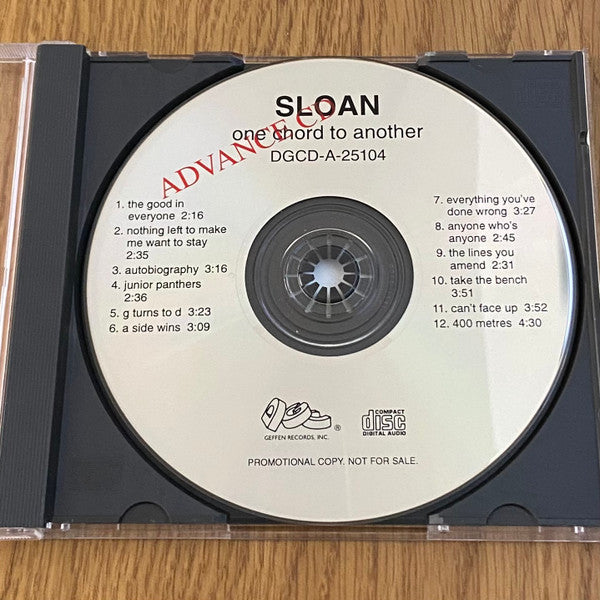 SLOAN
one chord to another
DGCD-A-25104
ADVANCE CD
1. the good in
everyone 2:16
2. nothing left to make
me want to stay
2:35
3. autobiography 3:16
4. junior panthers
2:36
5. g turns to d 3:23
6. a side wins 3:09
7. everything you've
done wrong 3:27
8. anyone who's
anyone 2:45
9. the lines you
amend 2:31
10. take the bench
3:51
11. can't face up 3:52
12. 400 metres 4:30
®
GEFFEN RECORDS, INC.
COMPACT
disc
DIGITAL AUDIO
PROMOTIONAL COPY. NOT FOR SALE.